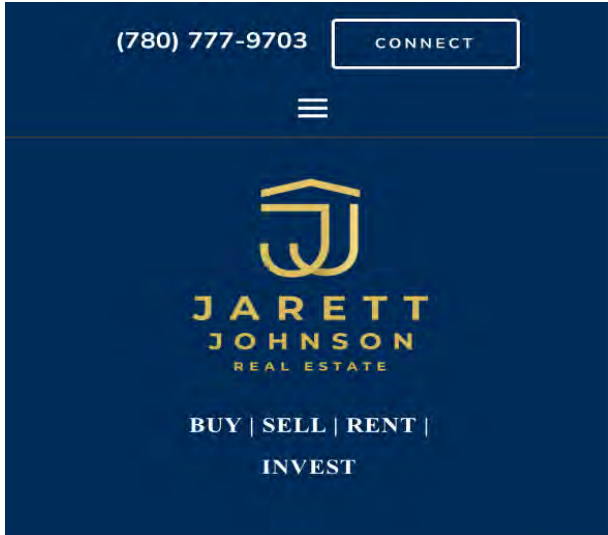 (780) 777-9703 CONNECT
JARETT
JOHNSON
REAL ESTATE
BUY | SELL | RENT |
INVEST